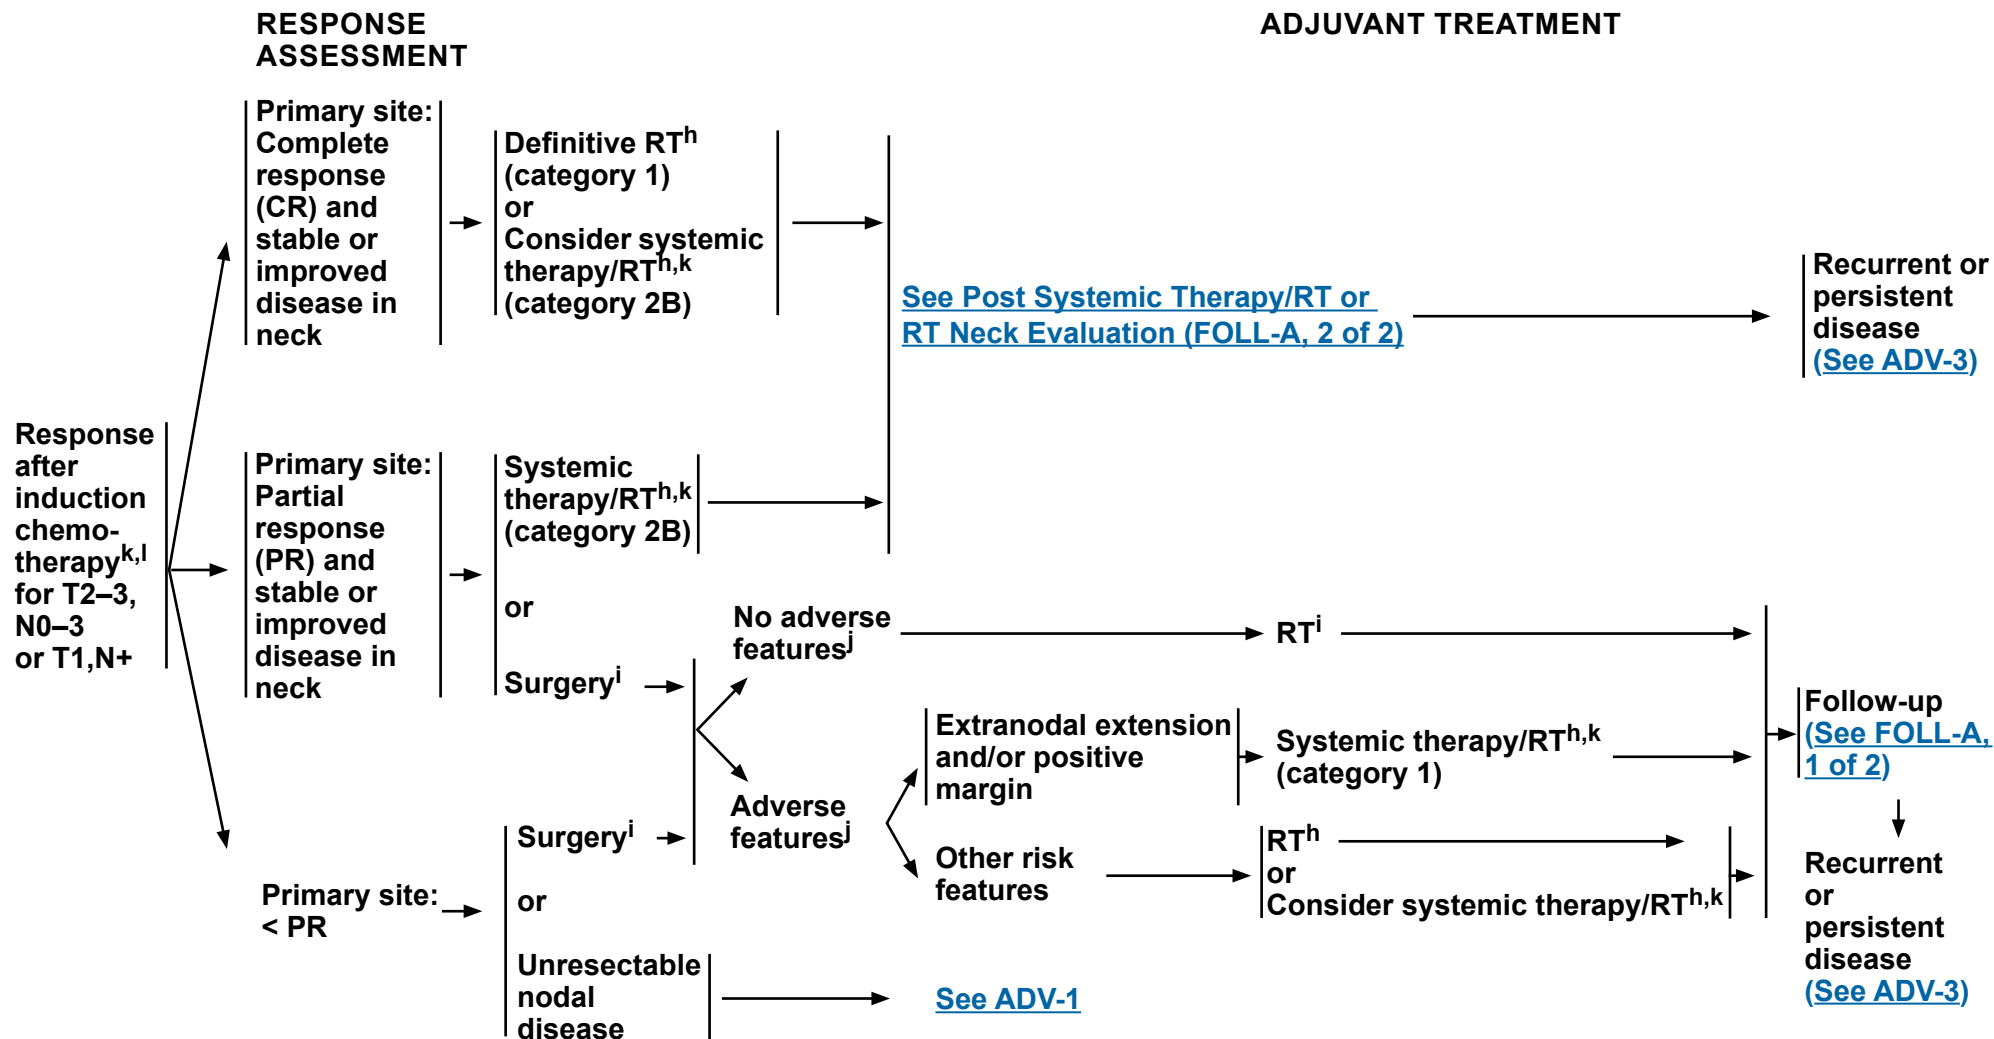 RESPONSE
ASSESSMENT
ADJUVANT TREATMENT
Response
after
induction
chemo-
therapyk,l
for T2–3,
N0–3
or T1,N+
Primary site:
Complete
response
(CR) and
stable or
improved
disease in
neck
Definitive RTh
(category 1)
or
Consider systemic
therapy/RTh,k
(category 2B)
See Post Systemic Therapy/RT or
RT Neck Evaluation (FOLL-A, 2 of 2)
Recurrent or
persistent
disease
(See ADV-3)
Primary site:
Partial
response
(PR) and
stable or
improved
disease in
neck
Systemic
therapy/RTh,k
(category 2B)
or
Surgeryi
No adverse
featuresj
RTi
Adverse
featuresj
Extranodal extension
and/or positive
margin
Systemic therapy/RTh,k
(category 1)
Other risk
features
RTh
or
Consider systemic therapy/RTh,k
Follow-up
(See FOLL-A,
1 of 2)
Recurrent
or
persistent
disease
(See ADV-3)
Primary site:
< PR
Surgeryi
or
Unresectable
nodal
disease
See ADV-1